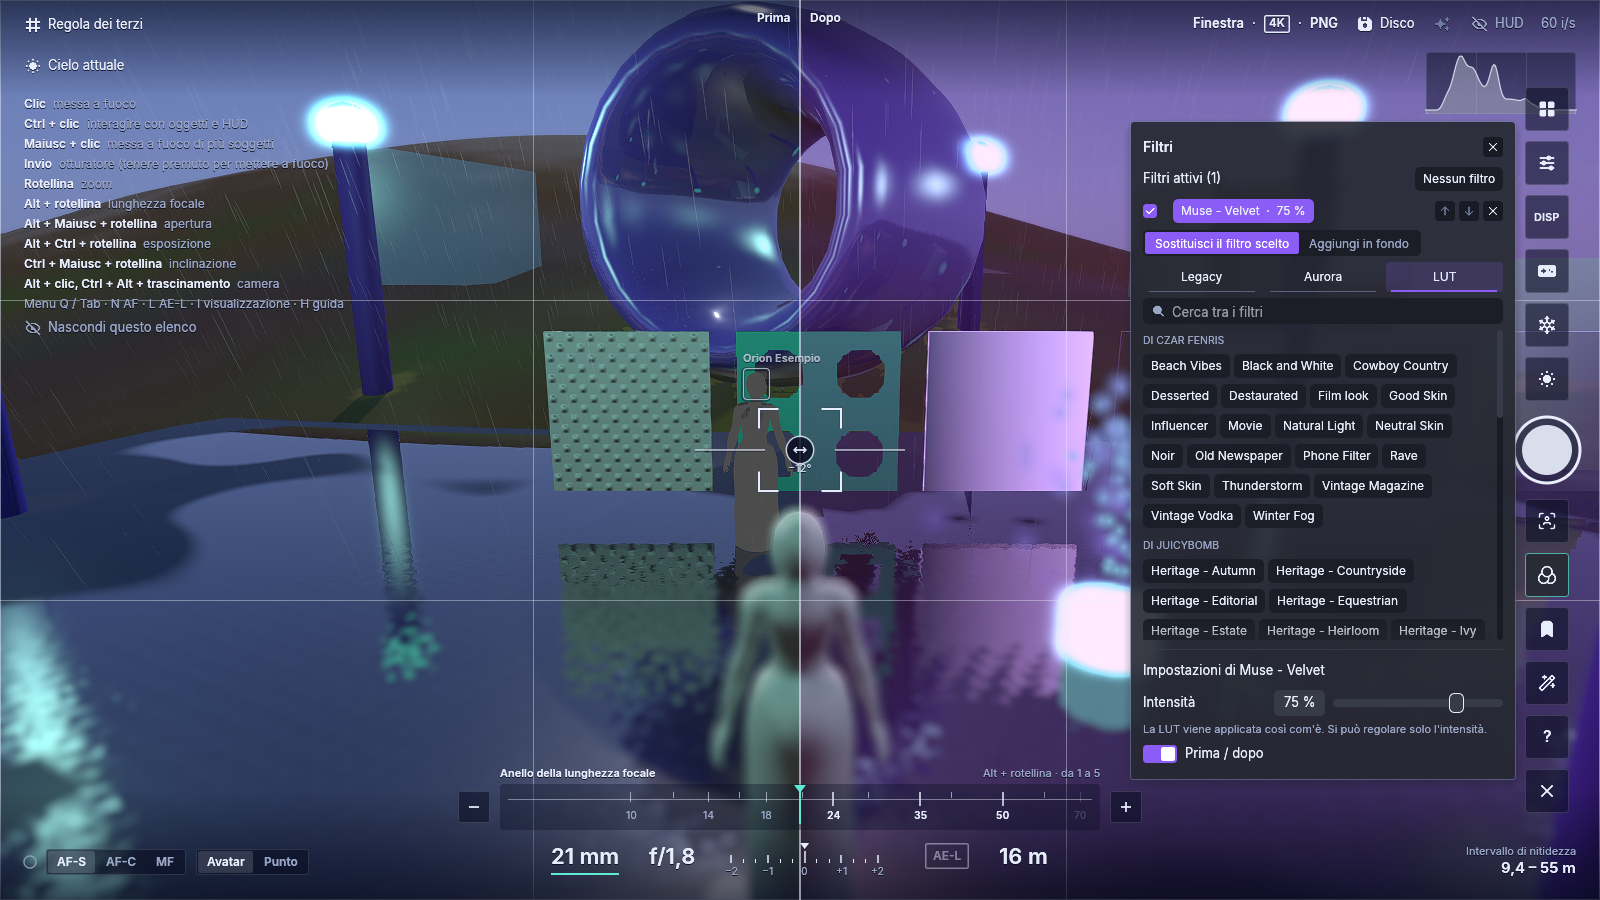 Regola dei terzi
Prima
Dopo
Finestra · 4K · PNG
Disco
HUD
60 i/s
Cielo attuale
Clic messa a fuoco
Ctrl + clic interagire con oggetti e HUD
Maiusc + clic messa a fuoco di più soggetti
Invio otturatore (tenere premuto per mettere a fuoco)
Rotellina zoom
Alt + rotellina lunghezza focale
Alt + Maiusc + rotellina apertura
Alt + Ctrl + rotellina esposizione
Ctrl + Maiusc + rotellina inclinazione
Alt + clic, Ctrl + Alt + trascinamento camera
Menu Q / Tab · N AF · L AE-L · I visualizzazione · H guida
Nascondi questo elenco
Orion Esempio
−12°
Filtri
Filtri attivi (1)
Nessun filtro
Muse - Velvet · 75 %
Sostituisci il filtro scelto
Aggiungi in fondo
Legacy
Aurora
LUT
Cerca tra i filtri
DI CZAR FENRIS
Beach Vibes
Black and White
Cowboy Country
Desserted
Destaurated
Film look
Good Skin
Influencer
Movie
Natural Light
Neutral Skin
Noir
Old Newspaper
Phone Filter
Rave
Soft Skin
Thunderstorm
Vintage Magazine
Vintage Vodka
Winter Fog
DI JUICYBOMB
Heritage - Autumn
Heritage - Countryside
Heritage - Editorial
Heritage - Equestrian
Heritage - Estate
Heritage - Heirloom
Heritage - Ivy
Impostazioni di Muse - Velvet
Intensità
75 %
La LUT viene applicata così com'è. Si può regolare solo l'intensità.
Prima / dopo
DISP
?
Anello della lunghezza focale
Alt + rotellina · da 1 a 5
10 14 18 24 35 50 70
AF-S AF-C MF
Avatar Punto
21 mm
f/1,8
−2 −1 0 +1 +2
AE-L
16 m
Intervallo di nitidezza
9,4 – 55 m